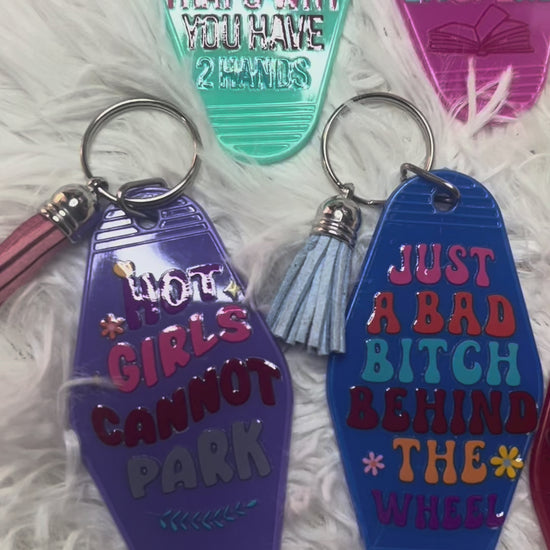 YOU HAVE
2 HANDS
HOT
GIRLS
CANNOT
PARK
JUST
A BAD
BITCH
BEHIND
THE
WHEEL